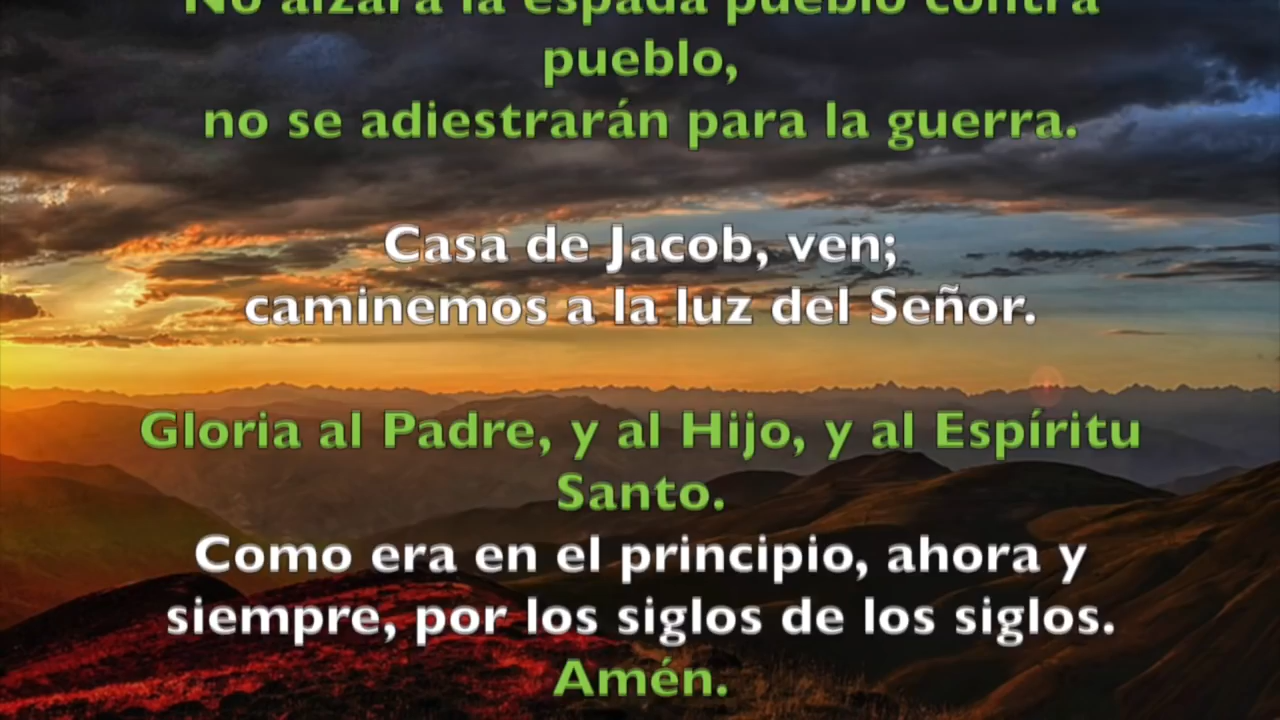 No alzará la espada pueblo contra
pueblo,
no se adiestrarán para la guerra.
Casa de Jacob, ven;
caminemos a la luz del Señor.
Gloria al Padre, y al Hijo, y al Espíritu
Santo.
Como era en el principio, ahora y
siempre, por los siglos de los siglos.
Amén.